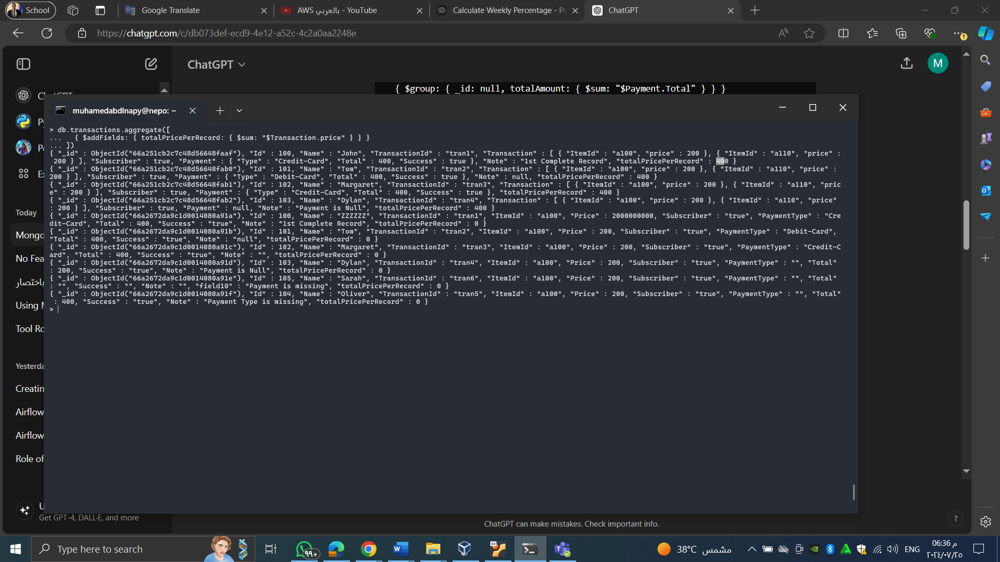 School
Google Translate
AWS بالعربي - YouTube
Calculate Weekly Percentage - Po
ChatGPT
https://chatgpt.com/c/db073def-ecd9-4e12-a52c-4c2a0aa2248e
ChatGPT
M
{ $group: { _id: null, totalAmount: { $sum: "$Payment.Total" } } }
muhamedabdlnapy@nepo: ~
> db.transactions.aggregate([
...   { $addFields: { totalPricePerRecord: { $sum: "$Transaction.price" } } }
... ])
{ "_id" : ObjectId("66a251cb2c7c48d56648faaf"), "Id" : 100, "Name" : "John", "TransactionId" : "tran1", "Transaction" : [ { "ItemId" : "a100", "price" : 200 }, { "ItemId" : "a110", "price" :
200 } ], "Subscriber" : true, "Payment" : { "Type" : "Credit-Card", "Total" : 400, "Success" : true }, "Note" : "1st Complete Record", "totalPricePerRecord" : 400 }
{ "_id" : ObjectId("66a251cb2c7c48d56648fab0"), "Id" : 101, "Name" : "Tom", "TransactionId" : "tran2", "Transaction" : [ { "ItemId" : "a100", "price" : 200 }, { "ItemId" : "a110", "price" :
200 } ], "Subscriber" : true, "Payment" : { "Type" : "Debit-Card", "Total" : 400, "Success" : true }, "Note" : null, "totalPricePerRecord" : 400 }
{ "_id" : ObjectId("66a251cb2c7c48d56648fab1"), "Id" : 102, "Name" : "Margaret", "TransactionId" : "tran3", "Transaction" : [ { "ItemId" : "a100", "price" : 200 }, { "ItemId" : "a110", "pric
e" : 200 } ], "Subscriber" : true, "Payment" : { "Type" : "Credit-Card", "Total" : 400, "Success" : true }, "totalPricePerRecord" : 400 }
{ "_id" : ObjectId("66a251cb2c7c48d56648fab2"), "Id" : 103, "Name" : "Dylan", "TransactionId" : "tran4", "Transaction" : [ { "ItemId" : "a100", "price" : 200 }, { "ItemId" : "a110", "price"
: 200 } ], "Subscriber" : true, "Payment" : null, "Note" : "Payment is Null", "totalPricePerRecord" : 400 }
{ "_id" : ObjectId("66a2672da9c1d0014080a91a"), "Id" : 100, "Name" : "ZZZZZZ", "TransactionId" : "tran1", "ItemId" : "a100", "Price" : 2000000000, "Subscriber" : "true", "PaymentType" : "Cre
dit-Card", "Total" : 400, "Success" : "true", "Note" : "1st Complete Record", "totalPricePerRecord" : 0 }
{ "_id" : ObjectId("66a2672da9c1d0014080a91b"), "Id" : 101, "Name" : "Tom", "TransactionId" : "tran2", "ItemId" : "a100", "Price" : 200, "Subscriber" : "true", "PaymentType" : "Debit-Card",
"Total" : 400, "Success" : "true", "Note" : "null", "totalPricePerRecord" : 0 }
{ "_id" : ObjectId("66a2672da9c1d0014080a91c"), "Id" : 102, "Name" : "Margaret", "TransactionId" : "tran3", "ItemId" : "a100", "Price" : 200, "Subscriber" : "true", "PaymentType" : "Credit-C
ard", "Total" : 400, "Success" : "true", "Note" : "", "totalPricePerRecord" : 0 }
{ "_id" : ObjectId("66a2672da9c1d0014080a91d"), "Id" : 103, "Name" : "Dylan", "TransactionId" : "tran4", "ItemId" : "a100", "Price" : 200, "Subscriber" : "true", "PaymentType" : "", "Total"
: 200, "Success" : "true", "Note" : "Payment is Null", "totalPricePerRecord" : 0 }
{ "_id" : ObjectId("66a2672da9c1d0014080a91e"), "Id" : 105, "Name" : "Sarah", "TransactionId" : "tran6", "ItemId" : "a100", "Price" : 200, "Subscriber" : "true", "PaymentType" : "", "Total"
: "", "Success" : "", "Note" : "", "field10" : "Payment is missing", "totalPricePerRecord" : 0 }
{ "_id" : ObjectId("66a2672da9c1d0014080a91f"), "Id" : 104, "Name" : "Oliver", "TransactionId" : "tran5", "ItemId" : "a100", "Price" : 200, "Subscriber" : "true", "PaymentType" : "", "Total"
: 400, "Success" : "true", "Note" : "Payment Type is missing", "totalPricePerRecord" : 0 }
>
Today
Mongo
No Fea
باختصار
Using
Tool Ro
Yesterda
Creatin
Airflow
Airflow
Role of
Get GPT-4, DALL·E, and more
ChatGPT can make mistakes. Check important info.
?
Type here to search
٩٩+
64
38°C مشمس
ENG
06:36 م
٢٠٢٤/٠٧/٢٥